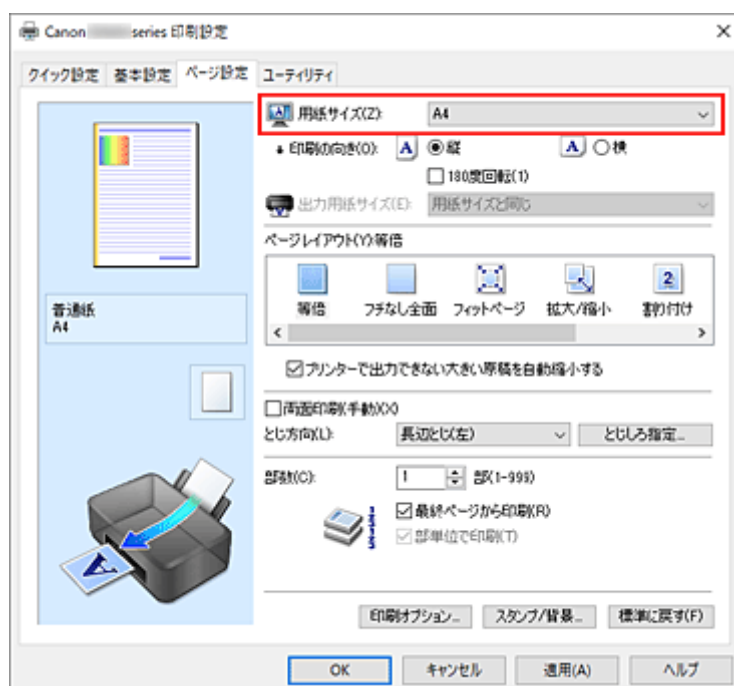 Canon series 印刷設定
クイック設定 基本設定 ページ設定 ユーティリティ
用紙サイズ(Z): A4
印刷の向き(O): A 縦 A 横
180度回転(1)
出力用紙サイズ(E): 用紙サイズと同じ
ページレイアウト(Y):等倍
等倍 フチなし全面 フィットページ 拡大/縮小 割り付け
普通紙
A4
プリンターで出力できない大きい原稿を自動縮小する
両面印刷(手動)(X)
とじ方向(L): 長辺とじ(左) とじしろ指定...
部数(C): 1 部(1-999)
最終ページから印刷(R)
部単位で印刷(T)
印刷オプション... スタンプ/背景... 標準に戻す(F)
OK キャンセル 適用(A) ヘルプ